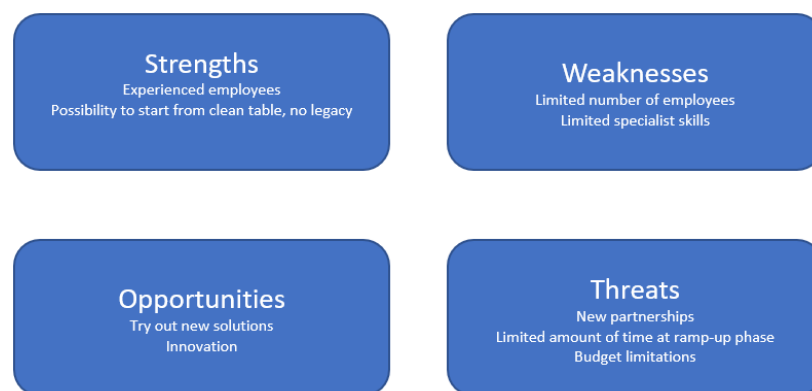 Strengths
Experienced employees
Possibility to start from clean table, no legacy
Weaknesses
Limited number of employees
Limited specialist skills
Opportunities
Try out new solutions
Innovation
Threats
New partnerships
Limited amount of time at ramp-up phase
Budget limitations